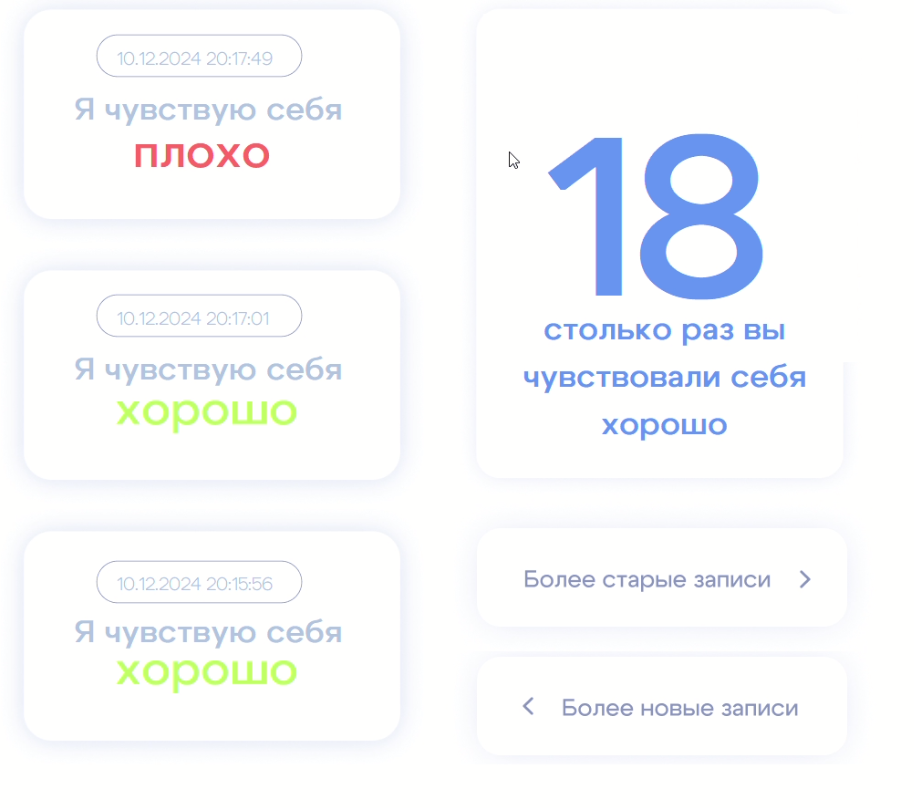 10.12.2024 20:17:49
Я чувствую себя
плохо
10.12.2024 20:17:01
Я чувствую себя
хорошо
10.12.2024 20:15:56
Я чувствую себя
хорошо
18
столько раз вы
чувствовали себя
хорошо
Более старые записи
Более новые записи